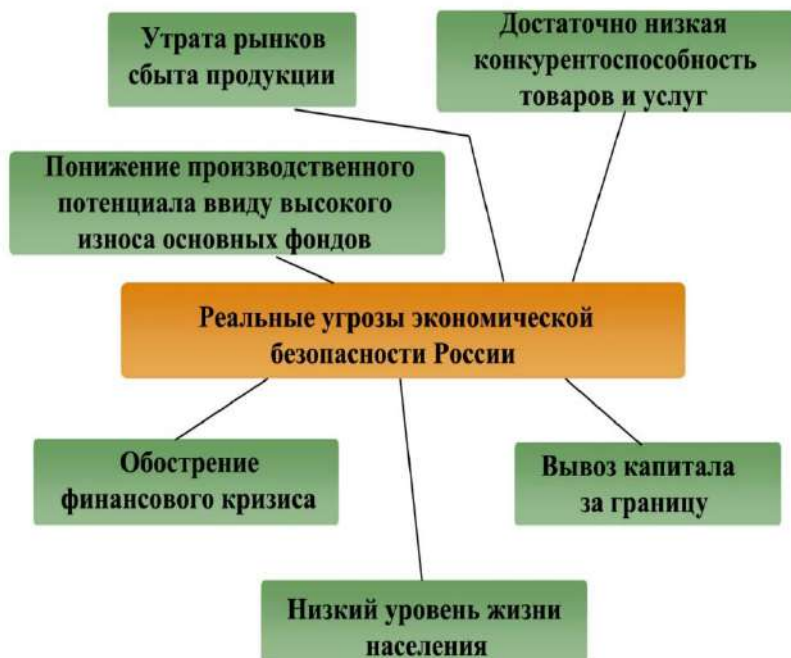 Утрата рынков
сбыта продукции
Достаточно низкая
конкурентоспособность
товаров и услуг
Понижение производственного
потенциала ввиду высокого
износа основных фондов
Реальные угрозы экономической
безопасности России
Обострение
финансового кризиса
Вывоз капитала
за границу
Низкий уровень жизни
населения